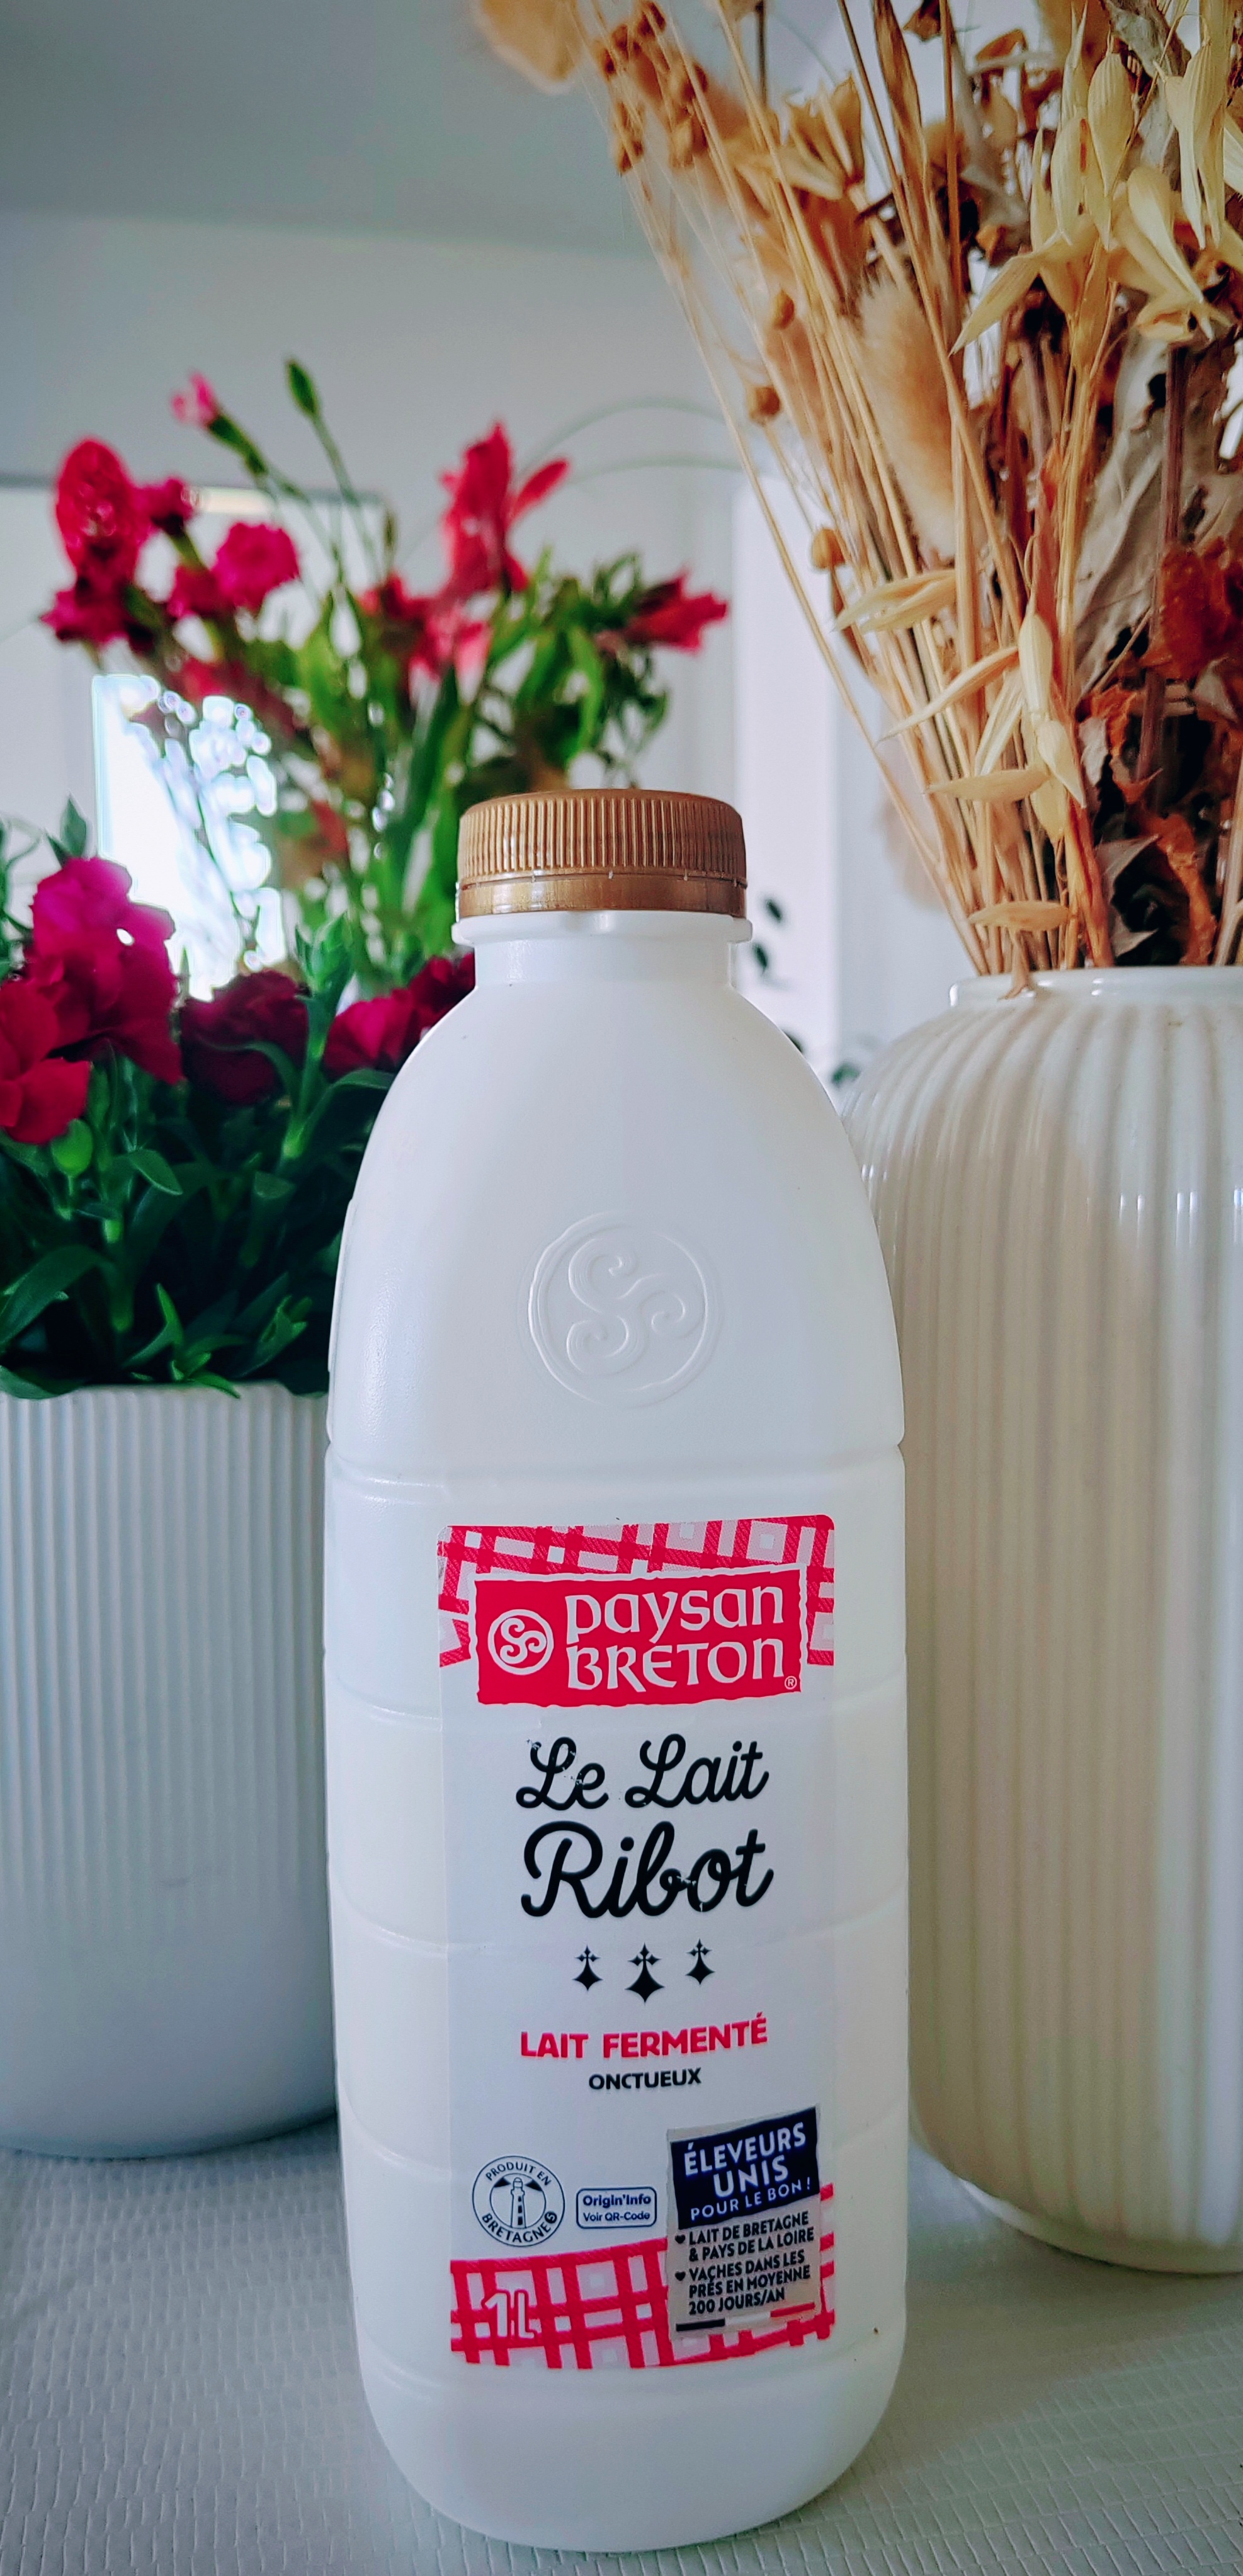 paysan
BRETON®
Le Lait
Ribot
LAIT FERMENTÉ
ONCTUEUX
PRODUIT EN
BRETAGNE
Origin'Info
Voir QR-Code
ÉLEVEURS
UNIS
POUR LE BON !
LAIT DE BRETAGNE
& PAYS DE LA LOIRE
VACHES DANS LES
PRÉS EN MOYENNE
200 JOURS/AN
1L